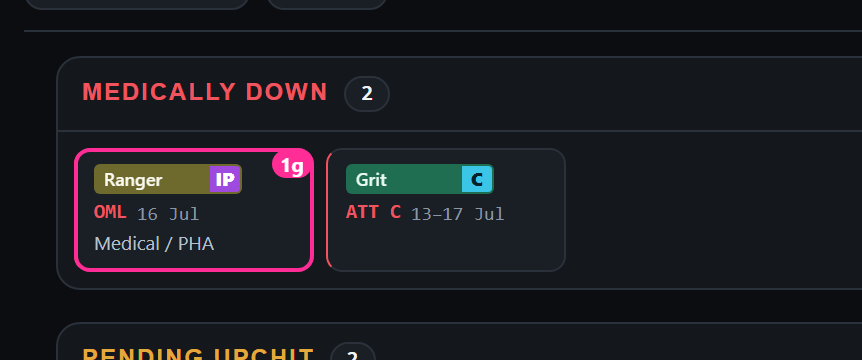 MEDICALLY DOWN 2
1g
Ranger IP
OML 16 Jul
Medical / PHA
Grit C
ATT C 13–17 Jul
PENDING UPCHIT 2